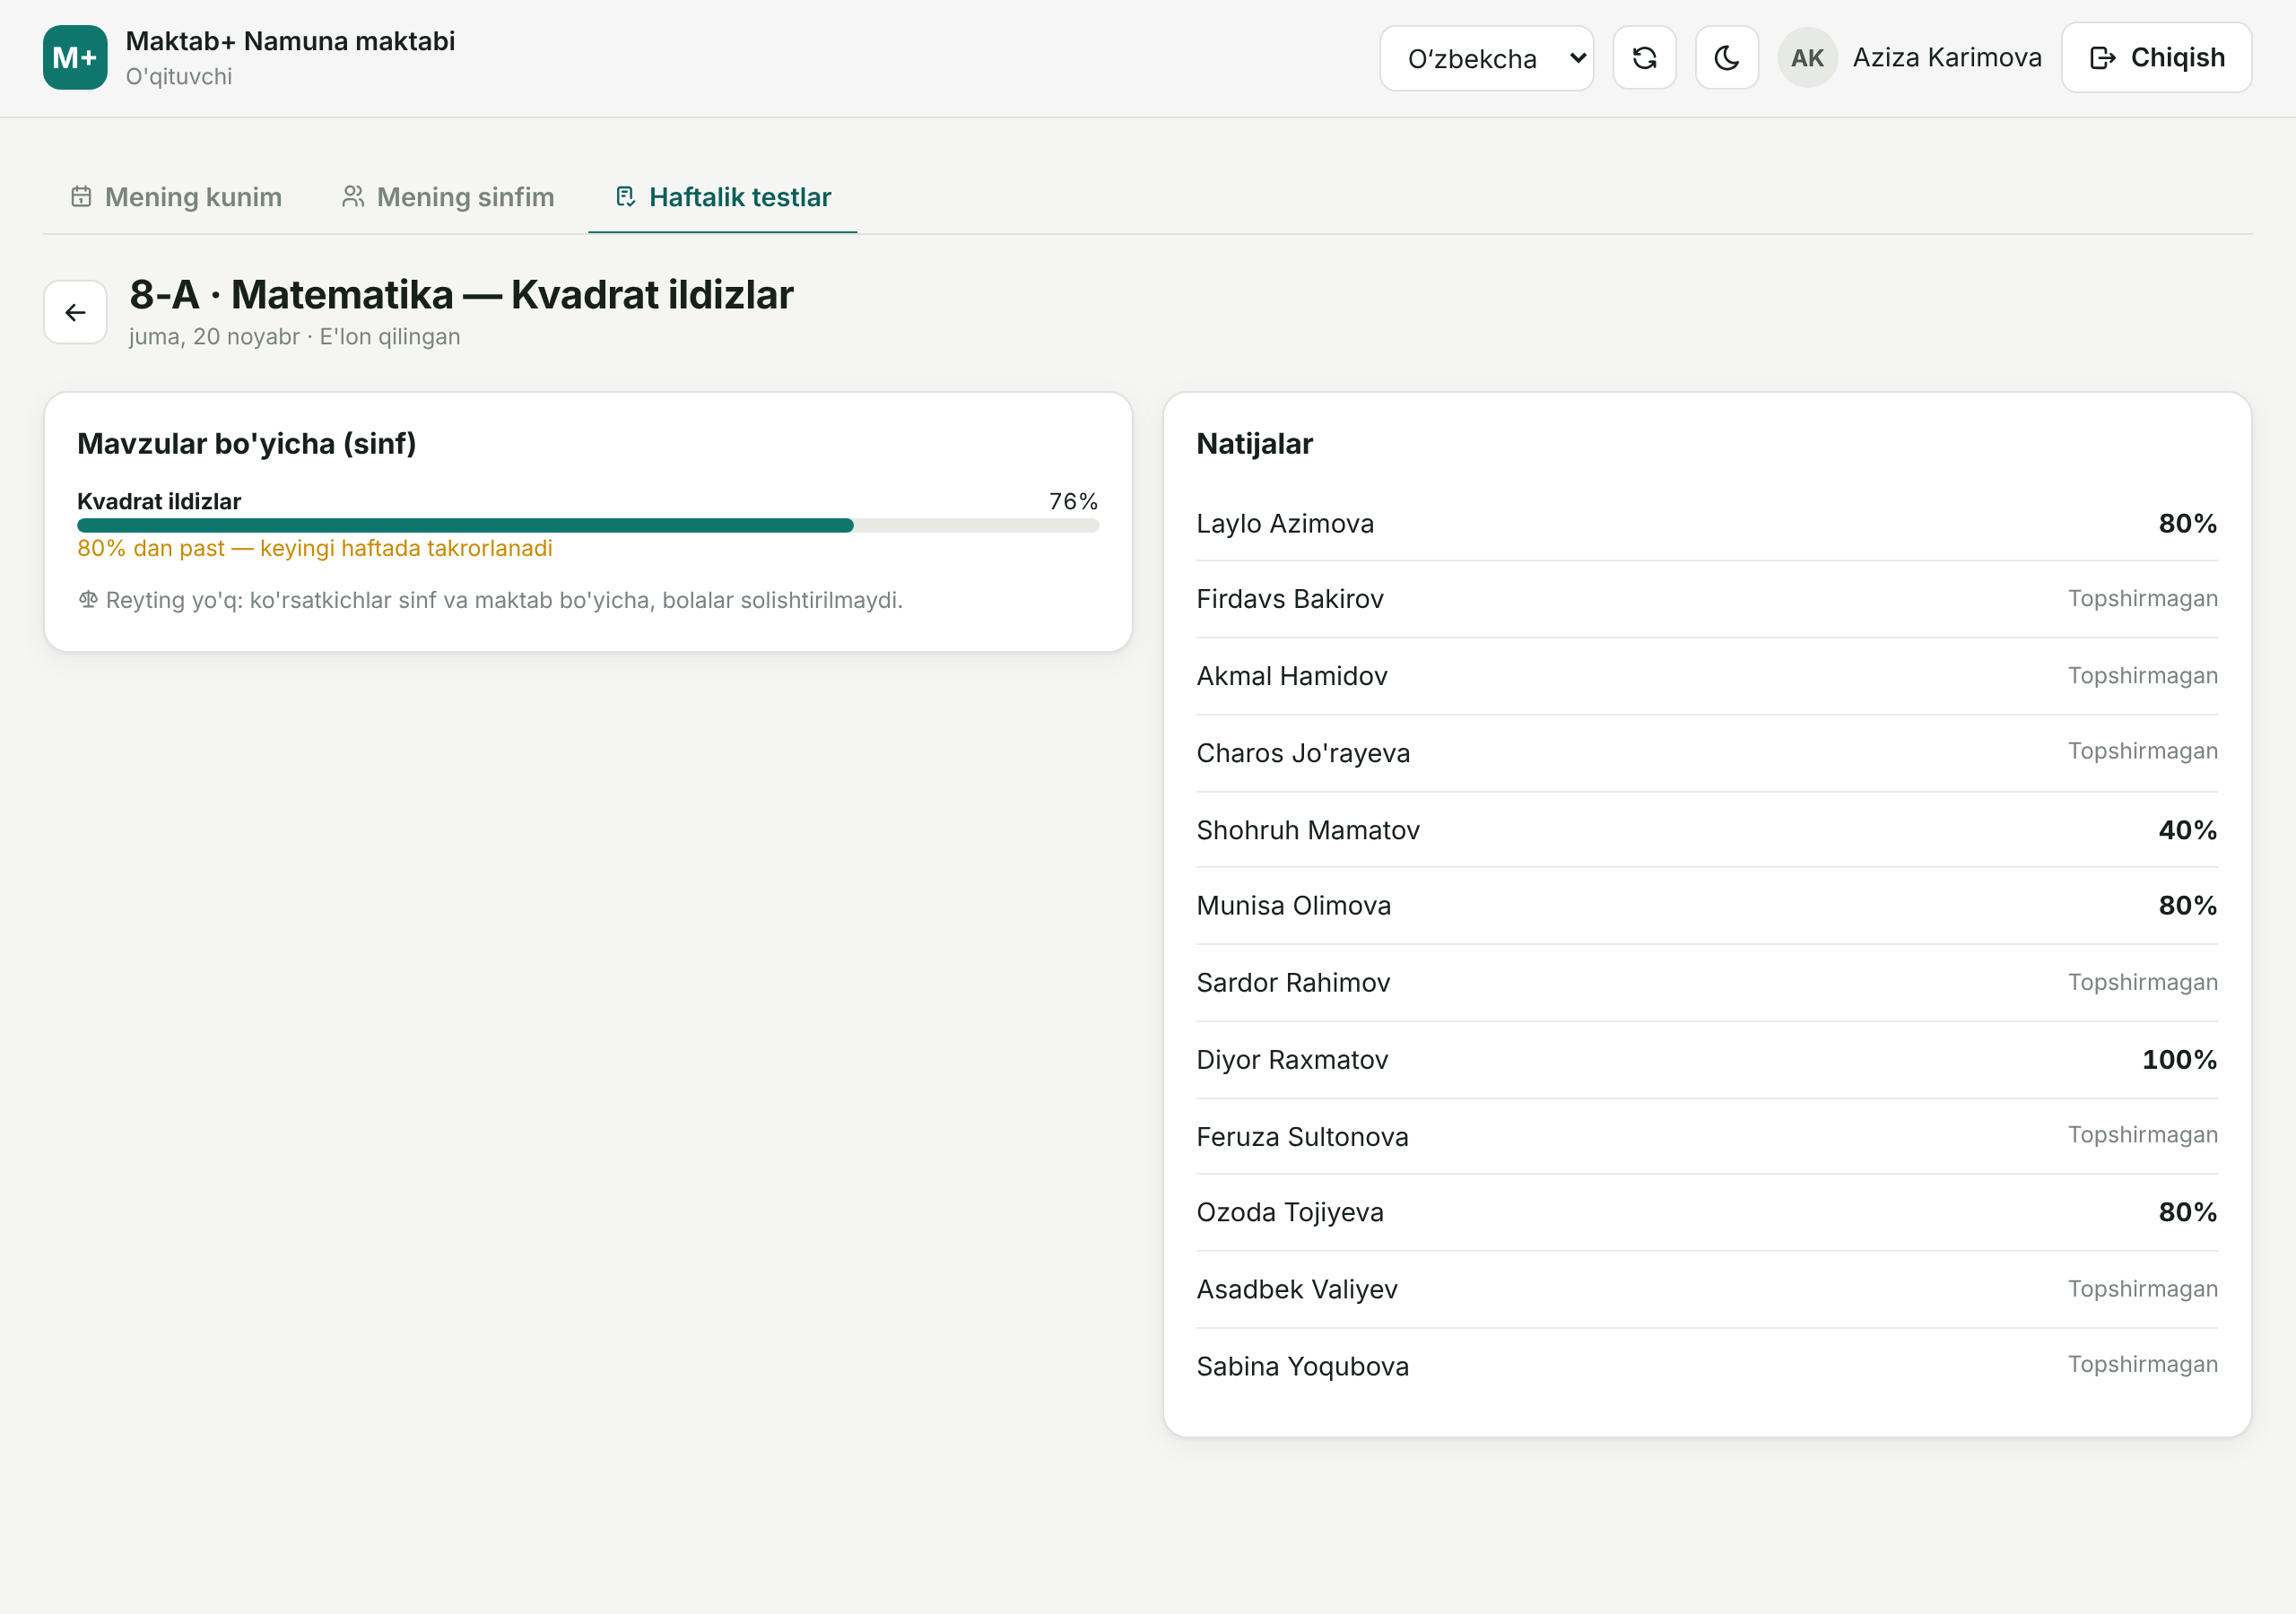 M+
Maktab+ Namuna maktabi
O'qituvchi
Oʻzbekcha
AK
Aziza Karimova
Chiqish
Mening kunim
Mening sinfim
Haftalik testlar
8-A · Matematika — Kvadrat ildizlar
juma, 20 noyabr · E'lon qilingan
Mavzular bo'yicha (sinf)
Kvadrat ildizlar 76%
80% dan past — keyingi haftada takrorlanadi
Reyting yo'q: ko'rsatkichlar sinf va maktab bo'yicha, bolalar solishtirilmaydi.
Natijalar
Laylo Azimova 80%
Firdavs Bakirov Topshirmagan
Akmal Hamidov Topshirmagan
Charos Jo'rayeva Topshirmagan
Shohruh Mamatov 40%
Munisa Olimova 80%
Sardor Rahimov Topshirmagan
Diyor Raxmatov 100%
Feruza Sultonova Topshirmagan
Ozoda Tojiyeva 80%
Asadbek Valiyev Topshirmagan
Sabina Yoqubova Topshirmagan